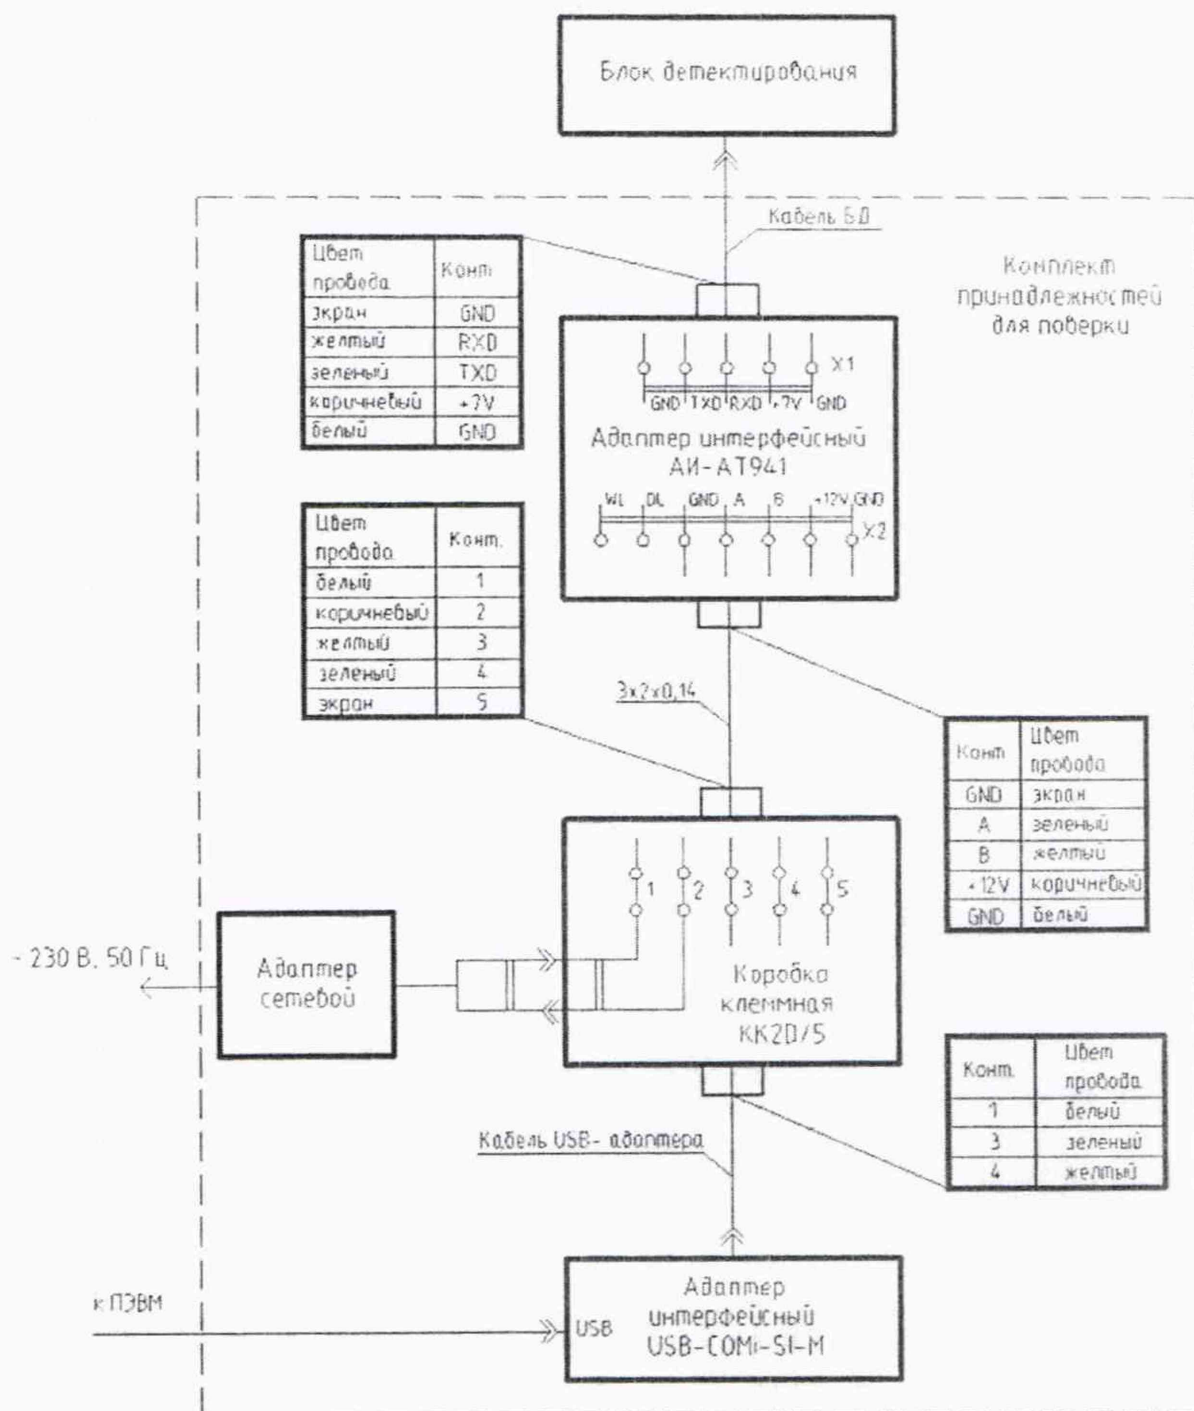 Блок детектирования
Кабель БД
Комплект
принадлежностей
для поверки
Цвет
провода
Конт
экран GND
желтый RXD
зеленый TXD
коричневый +7V
белый GND
X1
GND TXD RXD +7V GND
Адаптер интерфейсный
АИ-АТ941
WL DL GND A B +12V GND
X2
Цвет
провода
Конт.
белый 1
коричневый 2
желтый 3
зеленый 4
экран 5
3х2х0,14
Конт
Цвет
провода
GND экран
A зеленый
B желтый
+12V коричневый
GND белый
1 2 3 4 5
~ 230 В, 50 Гц
Адаптер
сетевой
Коробка
клеммная
КК2D/5
Конт.
Цвет
провода
1 белый
3 зеленый
4 желтый
Кабель USB- адаптера
к ПЭВМ
USB
Адаптер
интерфейсный
USB-COMi-SI-M